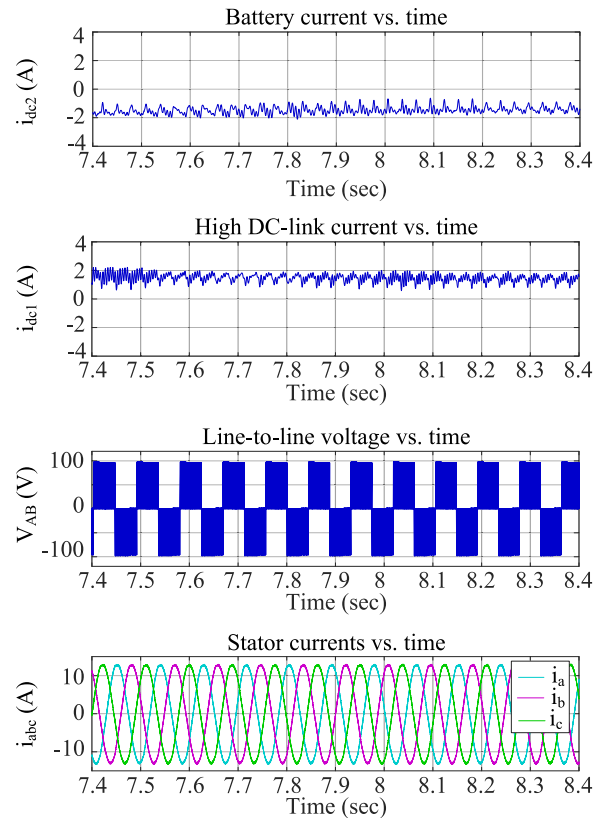 Battery current vs. time
4
2
0
-2
-4
i_dc2 (A)
7.4 7.5 7.6 7.7 7.8 7.9 8 8.1 8.2 8.3 8.4
Time (sec)
High DC-link current vs. time
4
2
0
-2
-4
i_dc1 (A)
7.4 7.5 7.6 7.7 7.8 7.9 8 8.1 8.2 8.3 8.4
Time (sec)
Line-to-line voltage vs. time
100
0
-100
V_AB (V)
7.4 7.5 7.6 7.7 7.8 7.9 8 8.1 8.2 8.3 8.4
Time (sec)
Stator currents vs. time
10
0
-10
i_abc (A)
i_a
i_b
i_c
7.4 7.5 7.6 7.7 7.8 7.9 8 8.1 8.2 8.3 8.4
Time (sec)